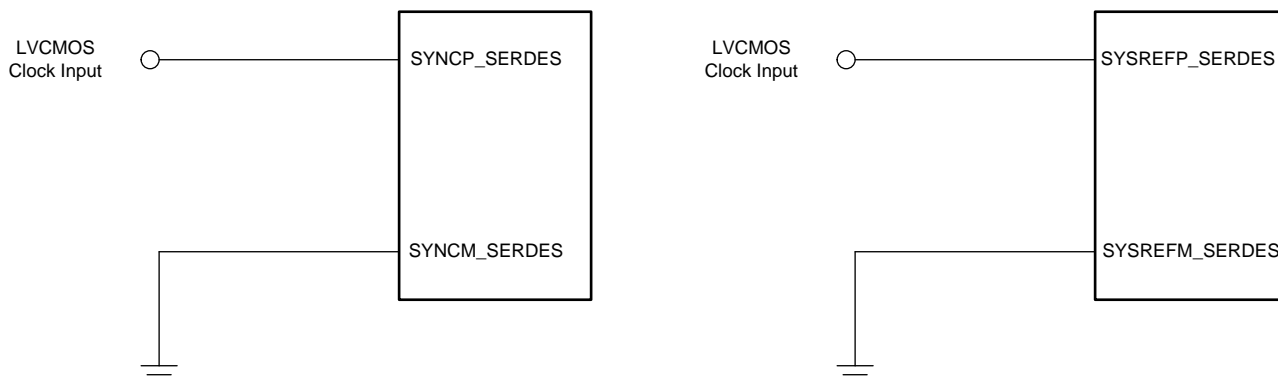 LVCMOS
Clock Input
SYNCP_SERDES
SYNCM_SERDES
LVCMOS
Clock Input
SYSREFP_SERDES
SYSREFM_SERDES